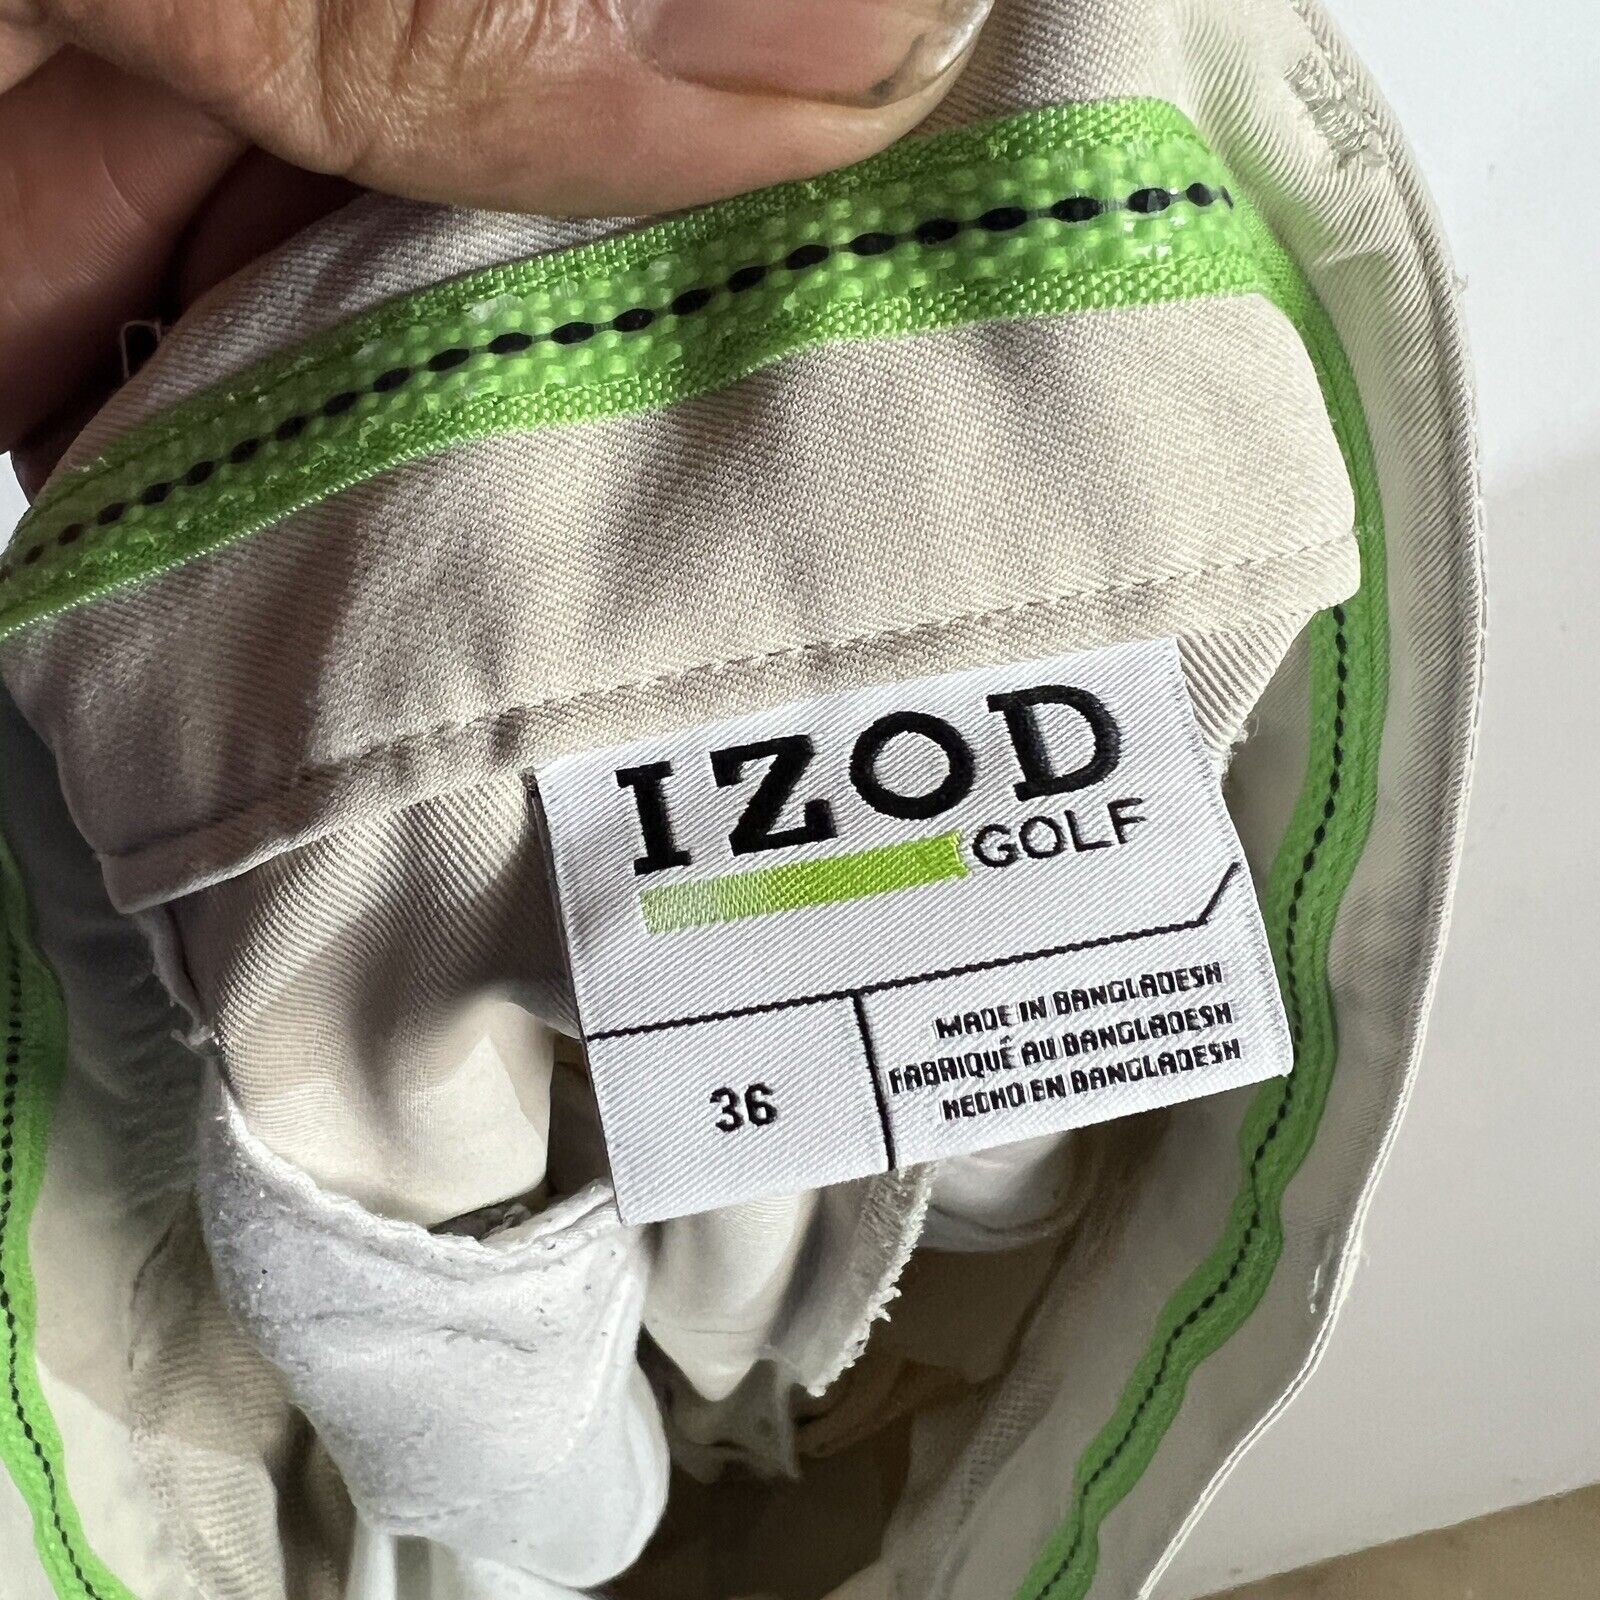 IZOD
GOLF
36
MADE IN BANGLADESH
FABRIQUÉ AU BANGLADESH
HECHO EN BANGLADESH